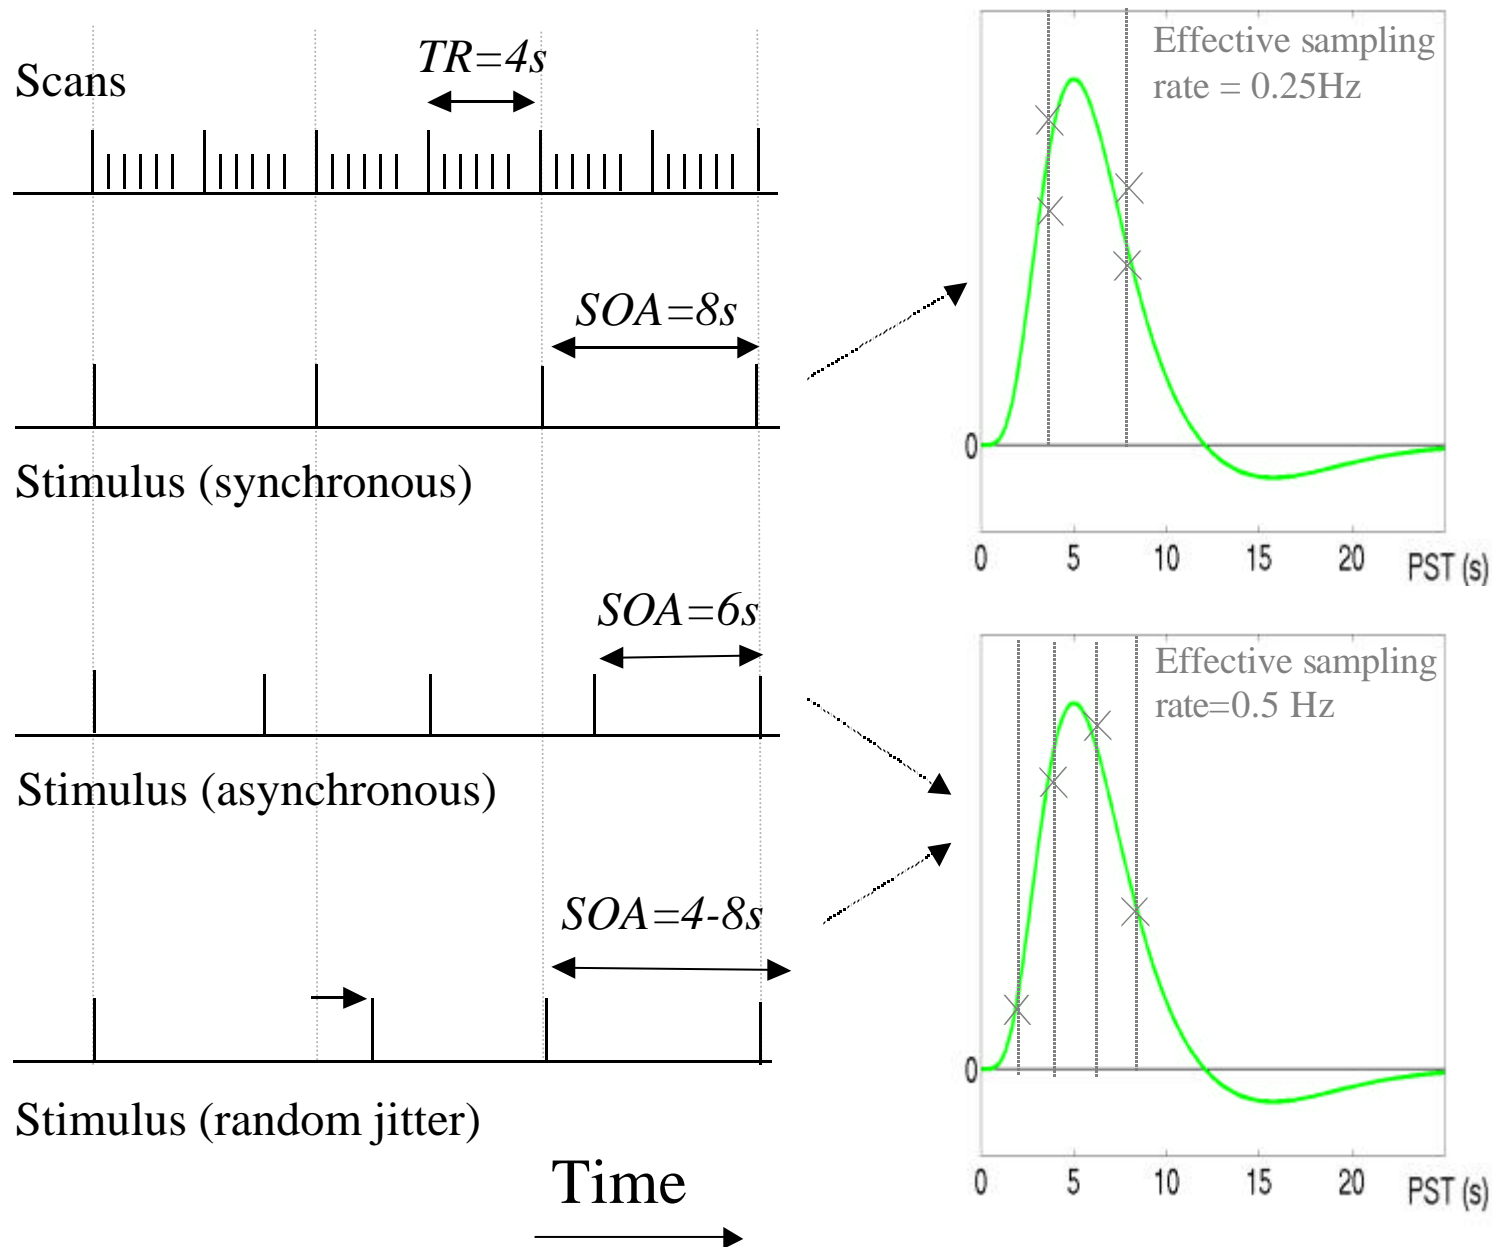 Scans
TR=4s
SOA=8s
Stimulus (synchronous)
SOA=6s
Stimulus (asynchronous)
SOA=4-8s
Stimulus (random jitter)
Time
Effective sampling
rate = 0.25Hz
0
0 5 10 15 20 PST (s)
Effective sampling
rate=0.5 Hz
0
0 5 10 15 20 PST (s)